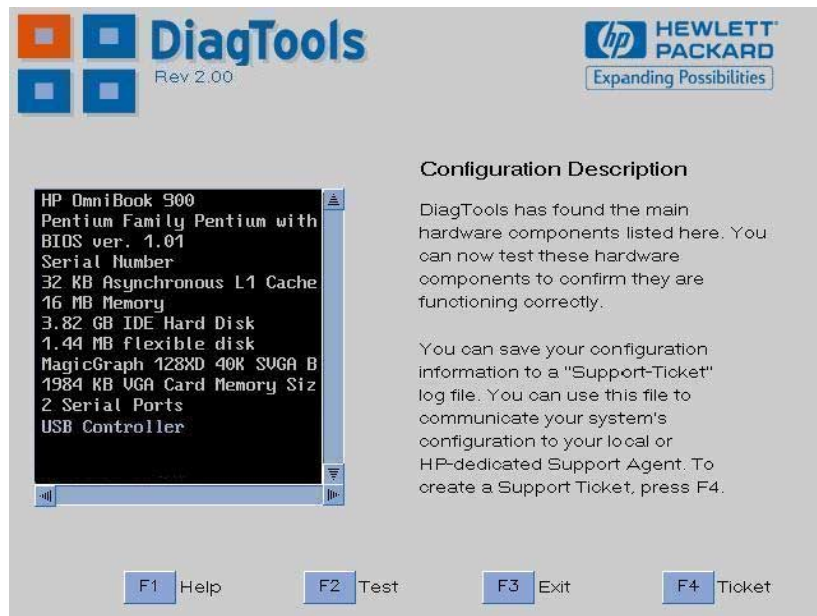 DiagTools
Rev 2.00
hp HEWLETT
PACKARD
Expanding Possibilities
HP OmniBook 900
Pentium Family Pentium with
BIOS ver. 1.01
Serial Number
32 KB Asynchronous L1 Cache
16 MB Memory
3.82 GB IDE Hard Disk
1.44 MB flexible disk
MagicGraph 128XD 40K SVGA B
1984 KB VGA Card Memory Siz
2 Serial Ports
USB Controller
Configuration Description
DiagTools has found the main
hardware components listed here. You
can now test these hardware
components to confirm they are
functioning correctly.
You can save your configuration
information to a "Support-Ticket"
log file. You can use this file to
communicate your system's
configuration to your local or
HP-dedicated Support Agent. To
create a Support Ticket, press F4.
F1 Help F2 Test F3 Exit F4 Ticket